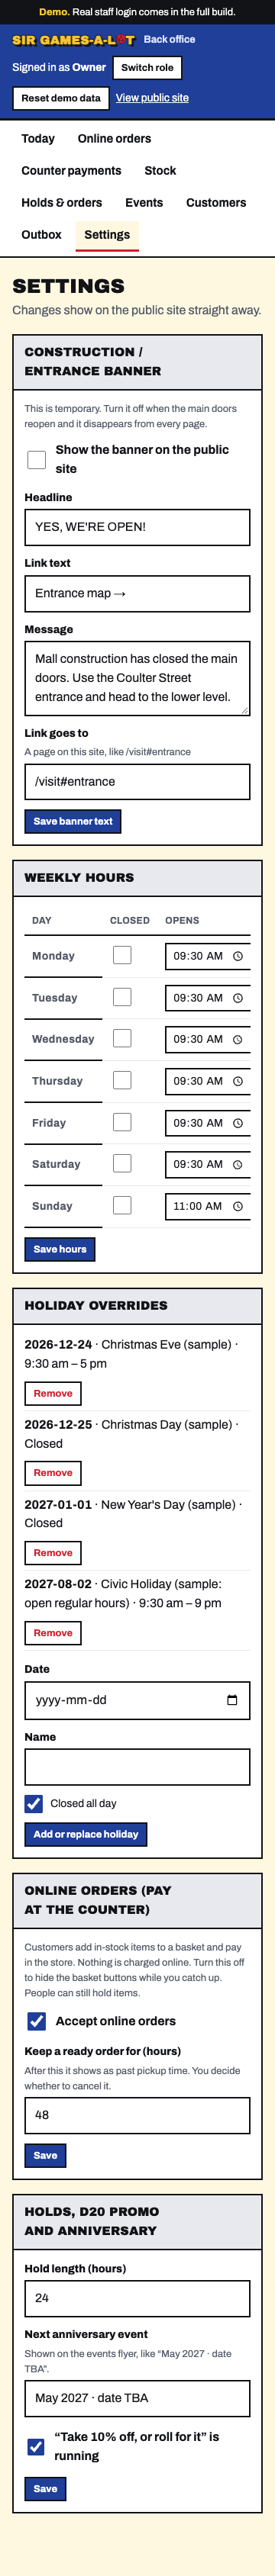 Demo. Real staff login comes in the full build.
SIR GAMES-A-LOT Back office
Signed in as Owner Switch role
Reset demo data View public site
Today Online orders
Counter payments Stock
Holds & orders Events Customers
Outbox Settings
SETTINGS
Changes show on the public site straight away.
CONSTRUCTION /
ENTRANCE BANNER
This is temporary. Turn it off when the main doors
reopen and it disappears from every page.
Show the banner on the public
site
Headline
YES, WE'RE OPEN!
Link text
Entrance map →
Message
Mall construction has closed the main
doors. Use the Coulter Street
entrance and head to the lower level.
Link goes to
A page on this site, like /visit#entrance
/visit#entrance
Save banner text
WEEKLY HOURS
DAY CLOSED OPENS
Monday 09:30 AM
Tuesday 09:30 AM
Wednesday 09:30 AM
Thursday 09:30 AM
Friday 09:30 AM
Saturday 09:30 AM
Sunday 11:00 AM
Save hours
HOLIDAY OVERRIDES
2026-12-24 · Christmas Eve (sample) ·
9:30 am – 5 pm
Remove
2026-12-25 · Christmas Day (sample) ·
Closed
Remove
2027-01-01 · New Year's Day (sample) ·
Closed
Remove
2027-08-02 · Civic Holiday (sample:
open regular hours) · 9:30 am – 9 pm
Remove
Date
yyyy-mm-dd
Name
Closed all day
Add or replace holiday
ONLINE ORDERS (PAY
AT THE COUNTER)
Customers add in-stock items to a basket and pay
in the store. Nothing is charged online. Turn this off
to hide the basket buttons while you catch up.
People can still hold items.
Accept online orders
Keep a ready order for (hours)
After this it shows as past pickup time. You decide
whether to cancel it.
48
Save
HOLDS, D20 PROMO
AND ANNIVERSARY
Hold length (hours)
24
Next anniversary event
Shown on the events flyer, like “May 2027 · date
TBA”.
May 2027 · date TBA
“Take 10% off, or roll for it” is
running
Save